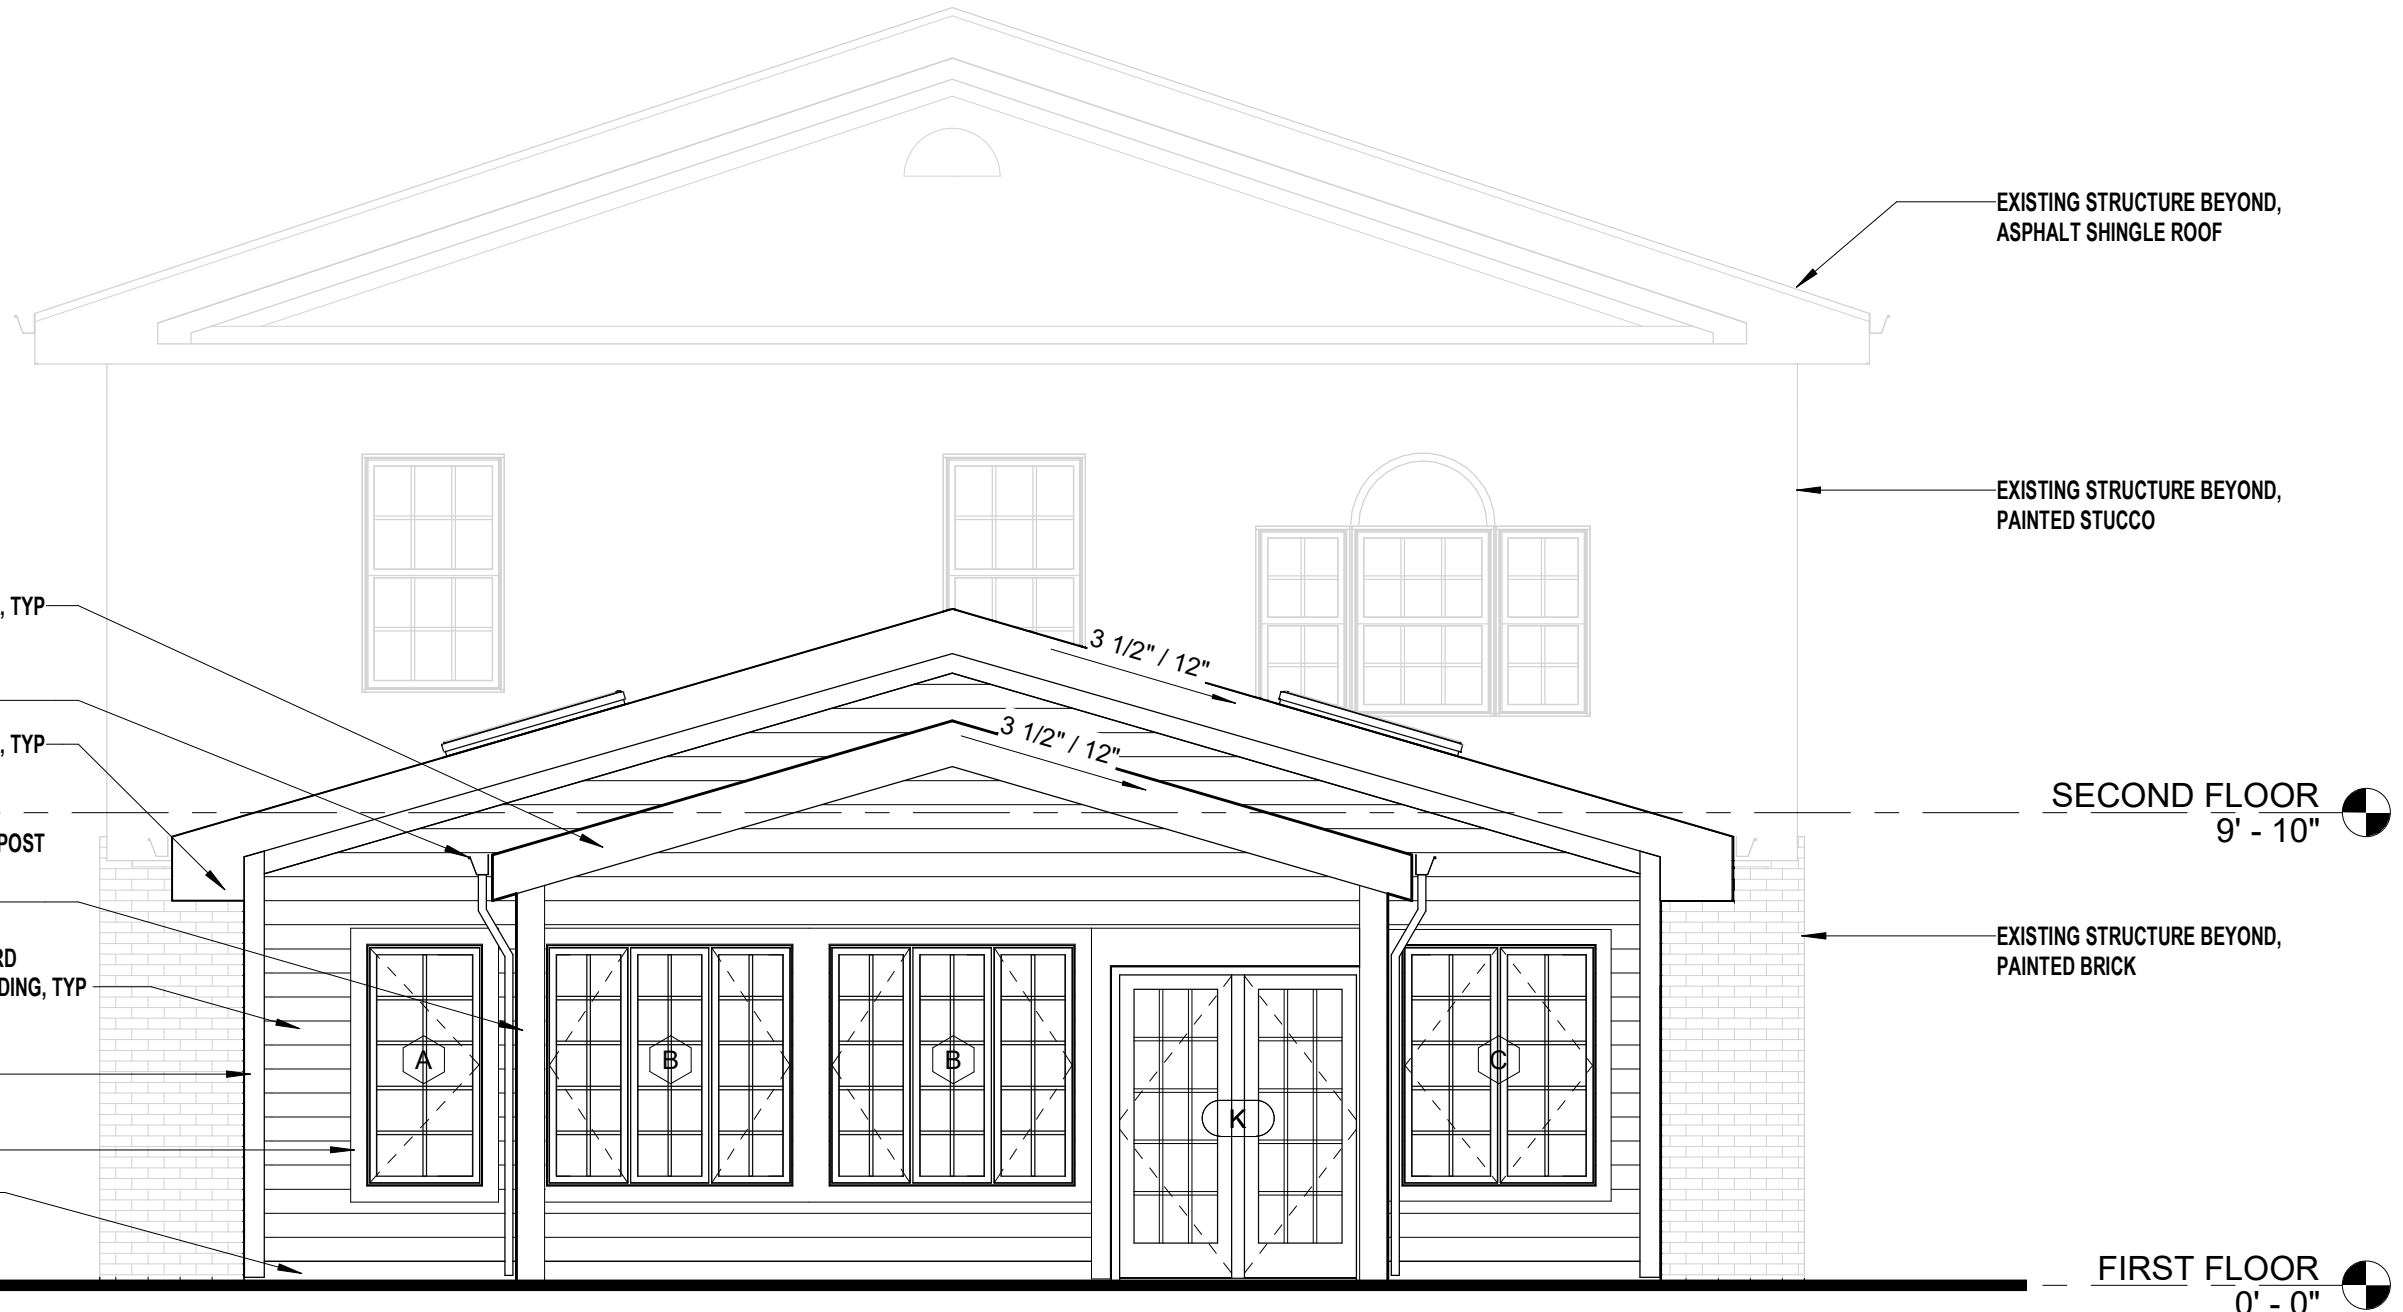 EXISTING STRUCTURE BEYOND,
ASPHALT SHINGLE ROOF
EXISTING STRUCTURE BEYOND,
PAINTED STUCCO
, TYP
3 1/2" / 12"
3 1/2" / 12"
, TYP
SECOND FLOOR
9' - 10"
POST
EXISTING STRUCTURE BEYOND,
PAINTED BRICK
RD
DING, TYP
A
B
B
C
K
FIRST FLOOR
0' - 0"